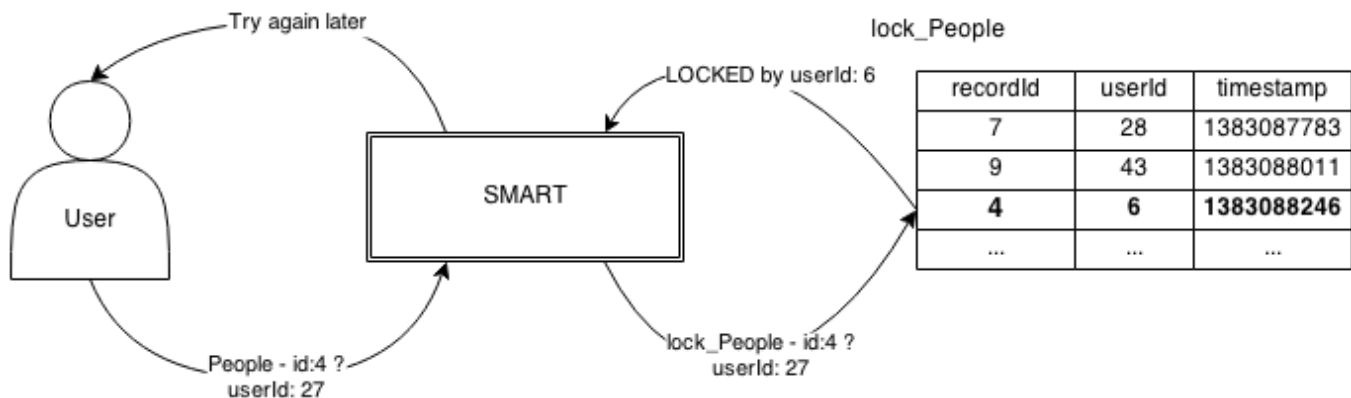 Try again later
lock_People
LOCKED by userId: 6
recordId userId timestamp
7 28 1383087783
9 43 1383088011
4 6 1383088246
... ... ...
User
SMART
People - id:4 ?
userId: 27
lock_People - id:4 ?
userId: 27